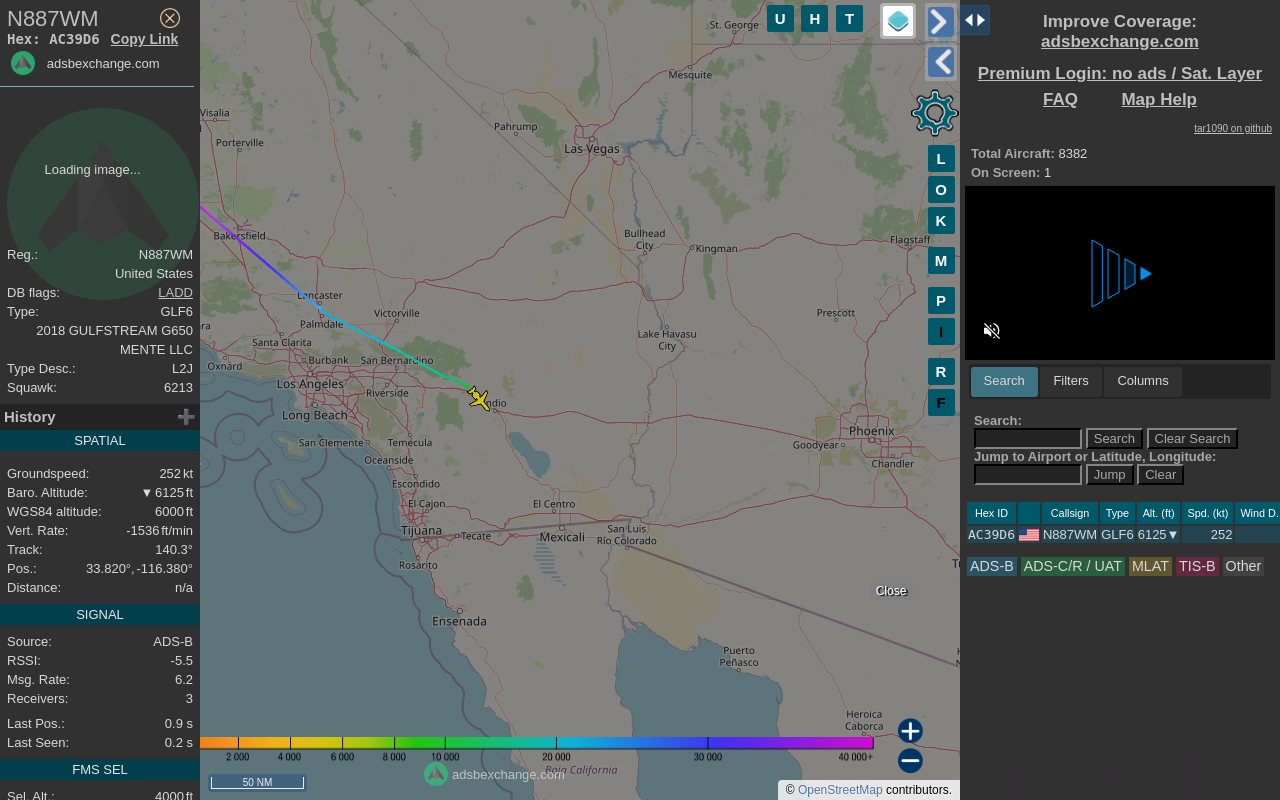 N887WM
Hex: AC39D6 Copy Link
adsbexchange.com
Loading image...
Reg.: N887WM
United States
DB flags: LADD
Type: GLF6
2018 GULFSTREAM G650
MENTE LLC
Type Desc.: L2J
Squawk: 6213
History
SPATIAL
Groundspeed: 252 kt
Baro. Altitude: ▼ 6125 ft
WGS84 altitude: 6000 ft
Vert. Rate: -1536 ft/min
Track: 140.3°
Pos.: 33.820°, -116.380°
Distance: n/a
SIGNAL
Source: ADS-B
RSSI: -5.5
Msg. Rate: 6.2
Receivers: 3
Last Pos.: 0.9 s
Last Seen: 0.2 s
FMS SEL
Sel. Alt.: 4000 ft
U H T
L
O
K
M
P
I
R
F
St. George
Mesquite
Visalia
Porterville
Pahrump
Las Vegas
Bakersfield
Bullhead
City
Kingman
Flagstaff
Lancaster
Palmdale
Victorville
Prescott
Lake Havasu
City
Santa Clarita
Oxnard
Burbank
San Bernardino
Los Angeles
Riverside
Indio
Long Beach
San Clemente
Temecula
Phoenix
Goodyear
Chandler
Oceanside
Escondido
El Cajon
El Centro
Tijuana
Tecate
Mexicali
San Luis
Río Colorado
Rosarito
Ensenada
Close
Puerto
Peñasco
Heroica
Caborca
2 000 4 000 6 000 8 000 10 000 20 000 30 000 40 000+
adsbexchange.com
Baja California
50 NM
© OpenStreetMap contributors.
Improve Coverage:
adsbexchange.com
Premium Login: no ads / Sat. Layer
FAQ Map Help
tar1090 on github
Total Aircraft: 8382
On Screen: 1
Search Filters Columns
Search:
Search Clear Search
Jump to Airport or Latitude, Longitude:
Jump Clear
Hex ID Callsign Type Alt. (ft) Spd. (kt) Wind D.
AC39D6 N887WM GLF6 6125▼ 252
ADS-B ADS-C/R / UAT MLAT TIS-B Other